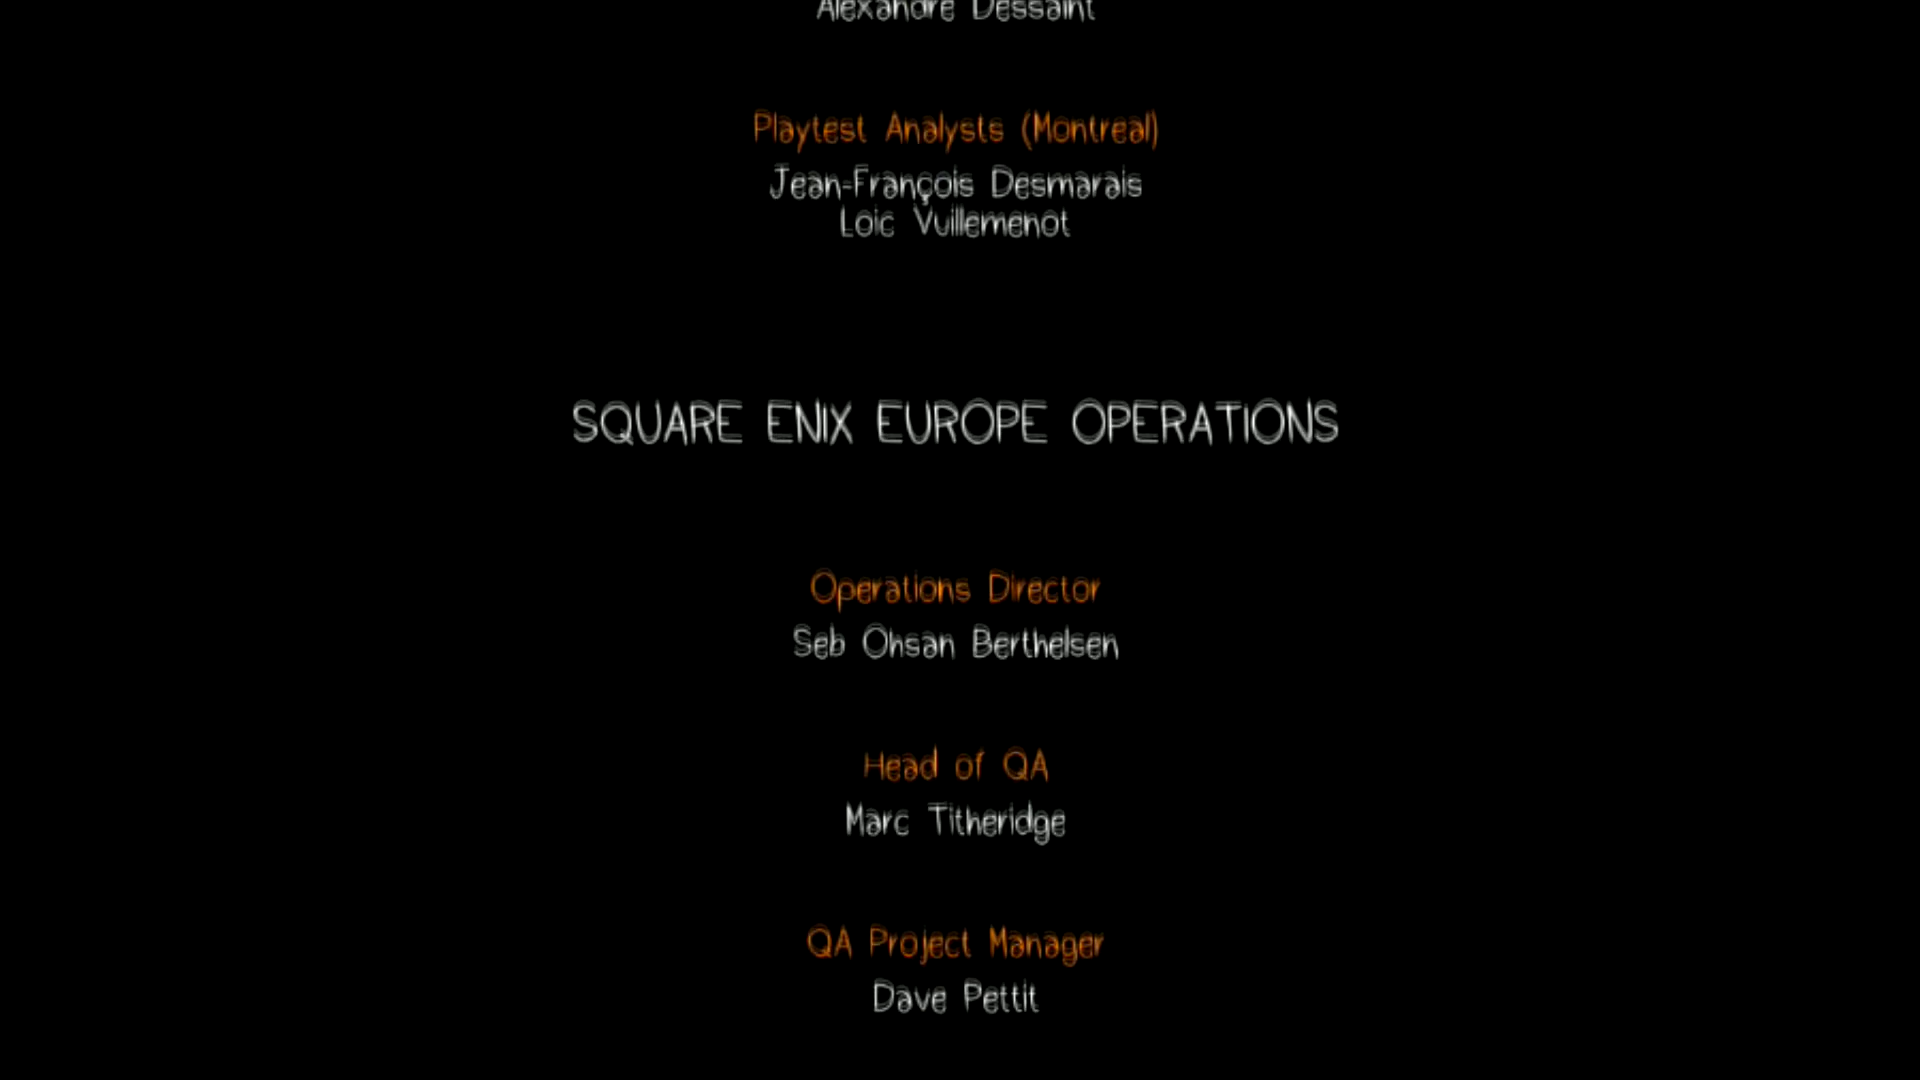 Alexandre Dessaint
Playtest Analysts (Montreal)
Jean-François Desmarais
Loic Vuillemenot
SQUARE ENIX EUROPE OPERATIONS
Operations Director
Seb Ohsan Berthelsen
Head of QA
Marc Titheridge
QA Project Manager
Dave Pettit